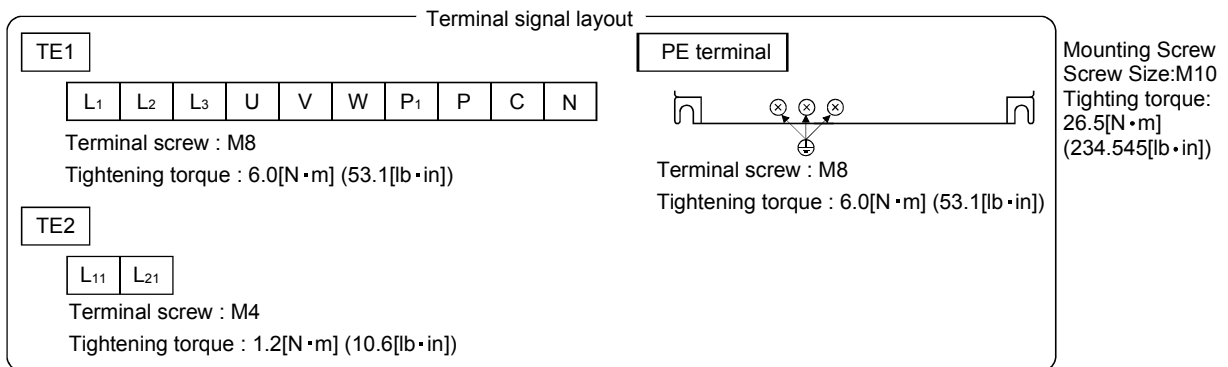 Terminal signal layout
TE1
L1 L2 L3 U V W P1 P C N
Terminal screw : M8
Tightening torque : 6.0[N▪m] (53.1[lb▪in])
TE2
L11 L21
Terminal screw : M4
Tightening torque : 1.2[N▪m] (10.6[lb▪in])
PE terminal
Terminal screw : M8
Tightening torque : 6.0[N▪m] (53.1[lb▪in])
Mounting Screw
Screw Size:M10
Tighting torque:
26.5[N•m]
(234.545[lb•in])